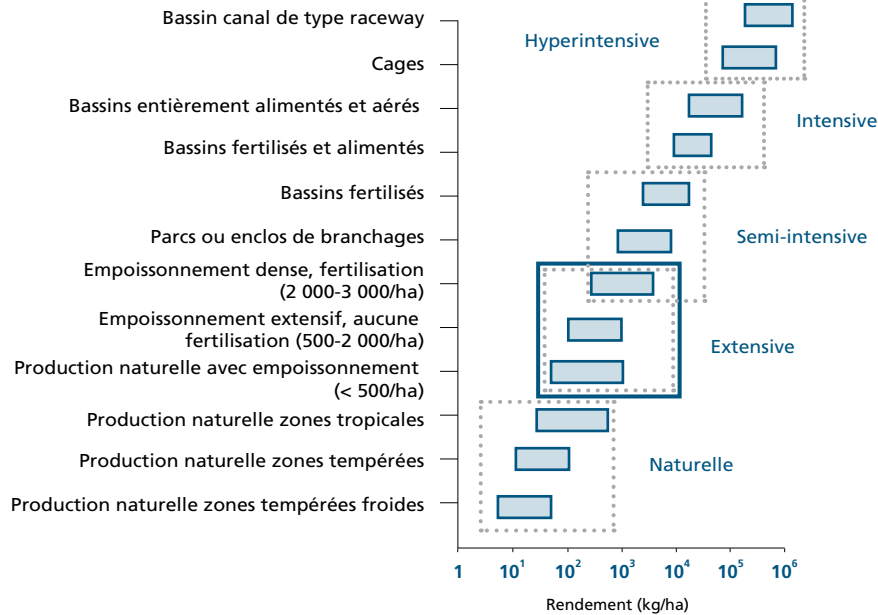 Bassin canal de type raceway
Hyperintensive
Cages
Bassins entièrement alimentés et aérés
Intensive
Bassins fertilisés et alimentés
Bassins fertilisés
Parcs ou enclos de branchages
Semi-intensive
Empoissonnement dense, fertilisation
(2 000-3 000/ha)
Empoissonnement extensif, aucune
fertilisation (500-2 000/ha)
Extensive
Production naturelle avec empoissonnement
(< 500/ha)
Production naturelle zones tropicales
Production naturelle zones tempérées
Naturelle
Production naturelle zones tempérées froides
1 10¹ 10² 10³ 10⁴ 10⁵ 10⁶
Rendement (kg/ha)